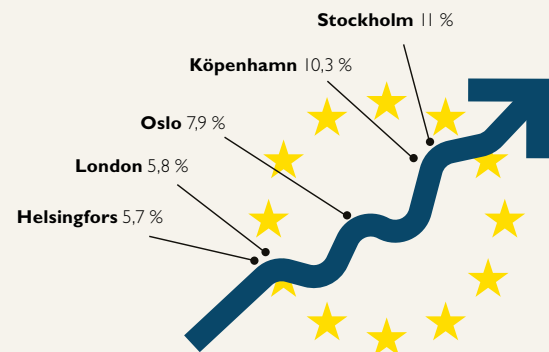 Stockholm 11 %
Köpenhamn 10,3 %
Oslo 7,9 %
London 5,8 %
Helsingfors 5,7 %